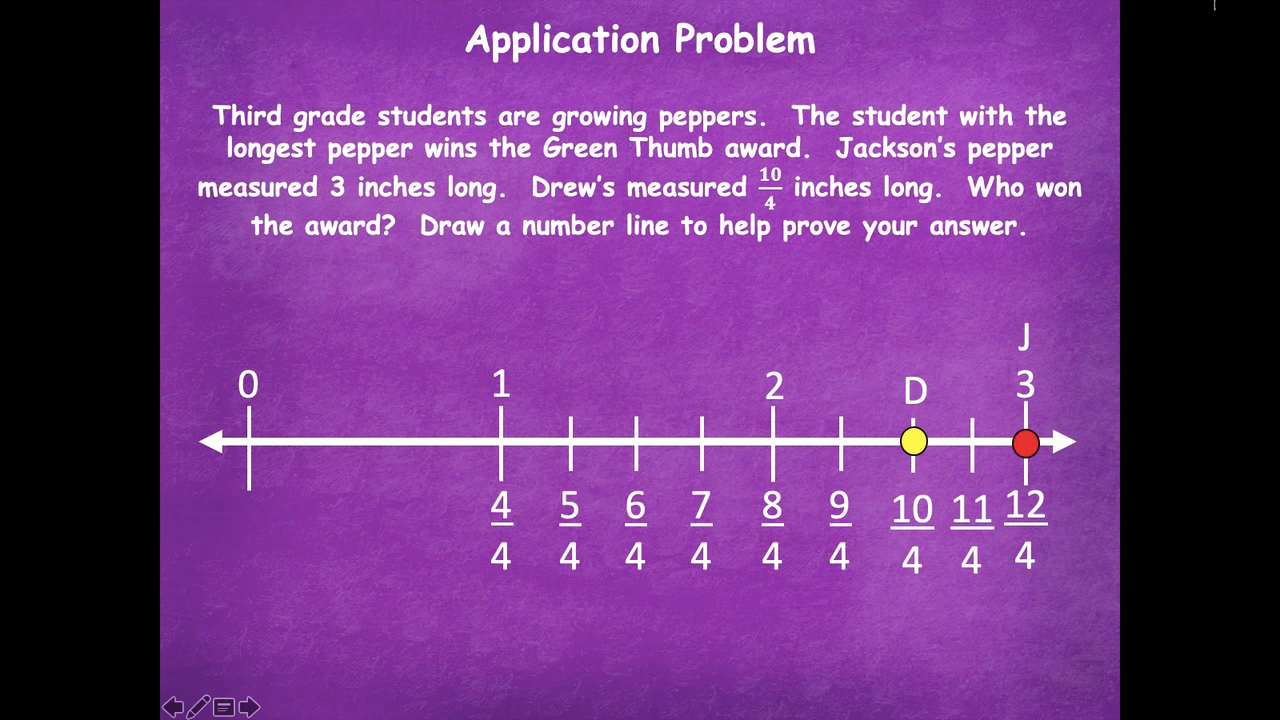 Application Problem
Third grade students are growing peppers. The student with the
longest pepper wins the Green Thumb award. Jackson's pepper
measured 3 inches long. Drew's measured 10/4 inches long. Who won
the award? Draw a number line to help prove your answer.
J
0 1 2 D 3
4/4 5/4 6/4 7/4 8/4 9/4 10/4 11/4 12/4